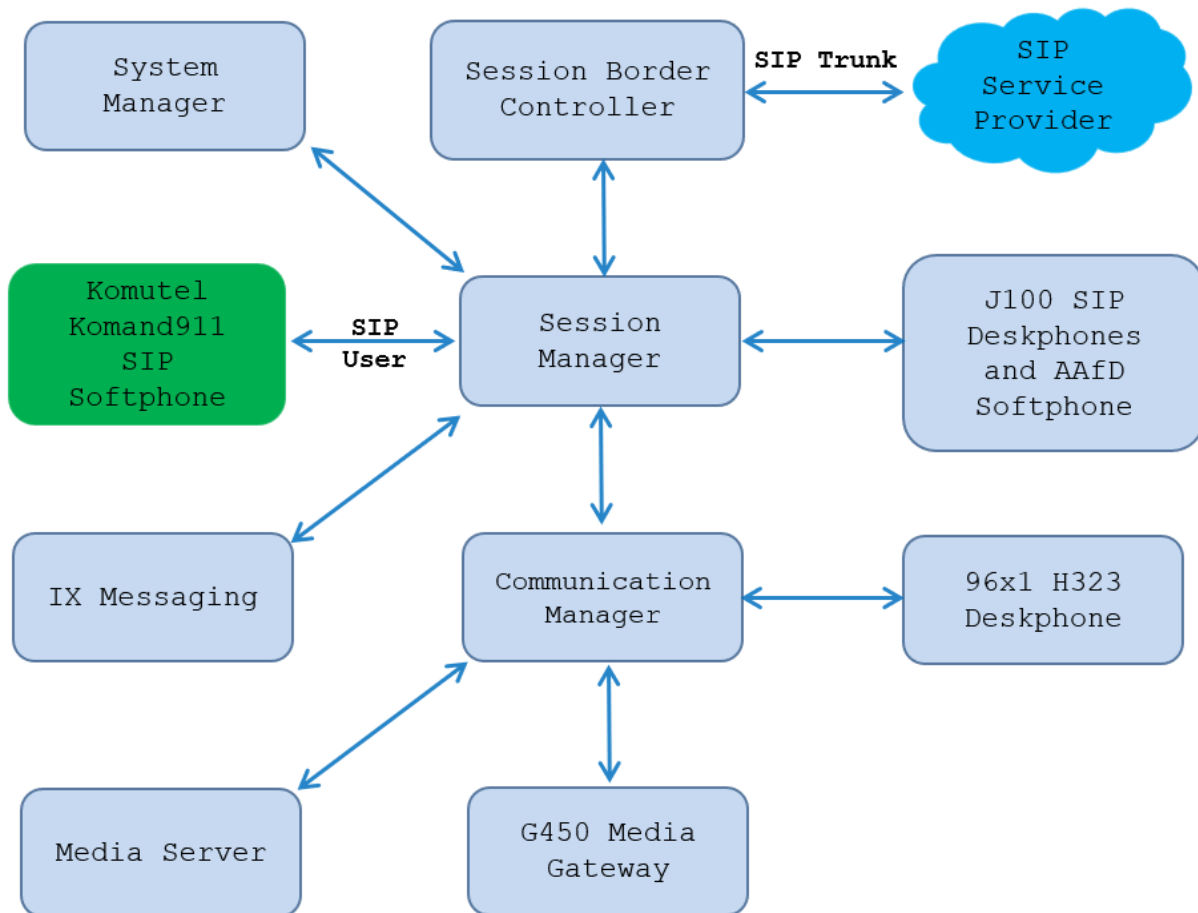 System
Manager
Session Border
Controller
SIP Trunk
SIP
Service
Provider
Komutel
Komand911
SIP
Softphone
SIP
User
Session
Manager
J100 SIP
Deskphones
and AAfD
Softphone
IX Messaging
Communication
Manager
96x1 H323
Deskphone
Media Server
G450 Media
Gateway